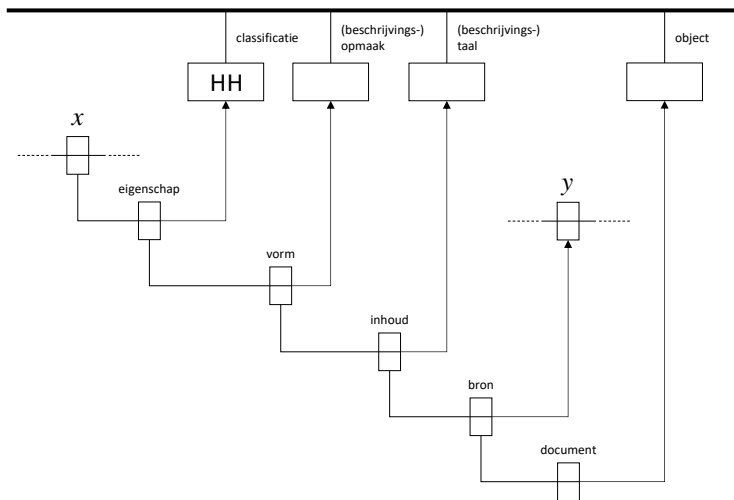 classificatie
(beschrijvings-)
opmaak
(beschrijvings-)
taal
object
HH
x
eigenschap
y
vorm
inhoud
bron
document